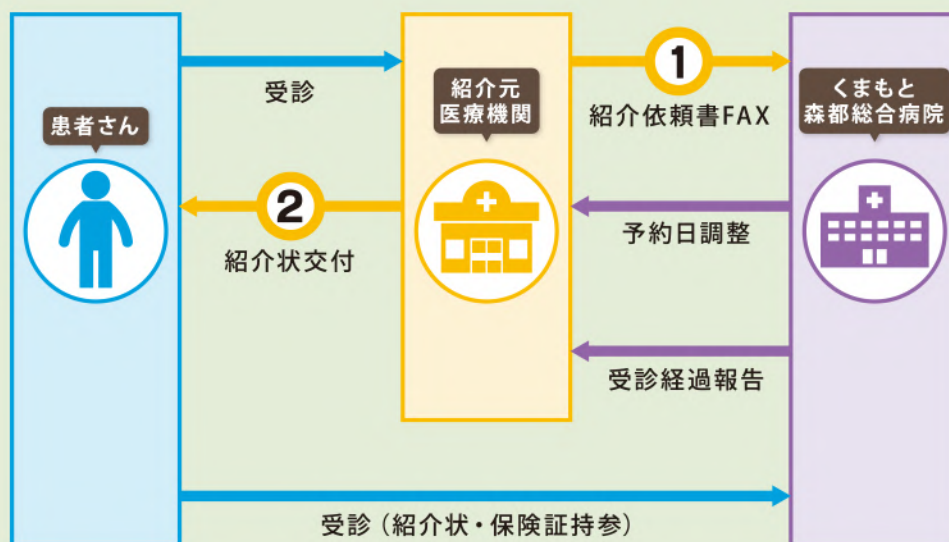 患者さん
受診
紹介元
医療機関
1
紹介依頼書FAX
くまもと
森都総合病院
2
紹介状交付
予約日調整
受診経過報告
受診（紹介状・保険証持参）